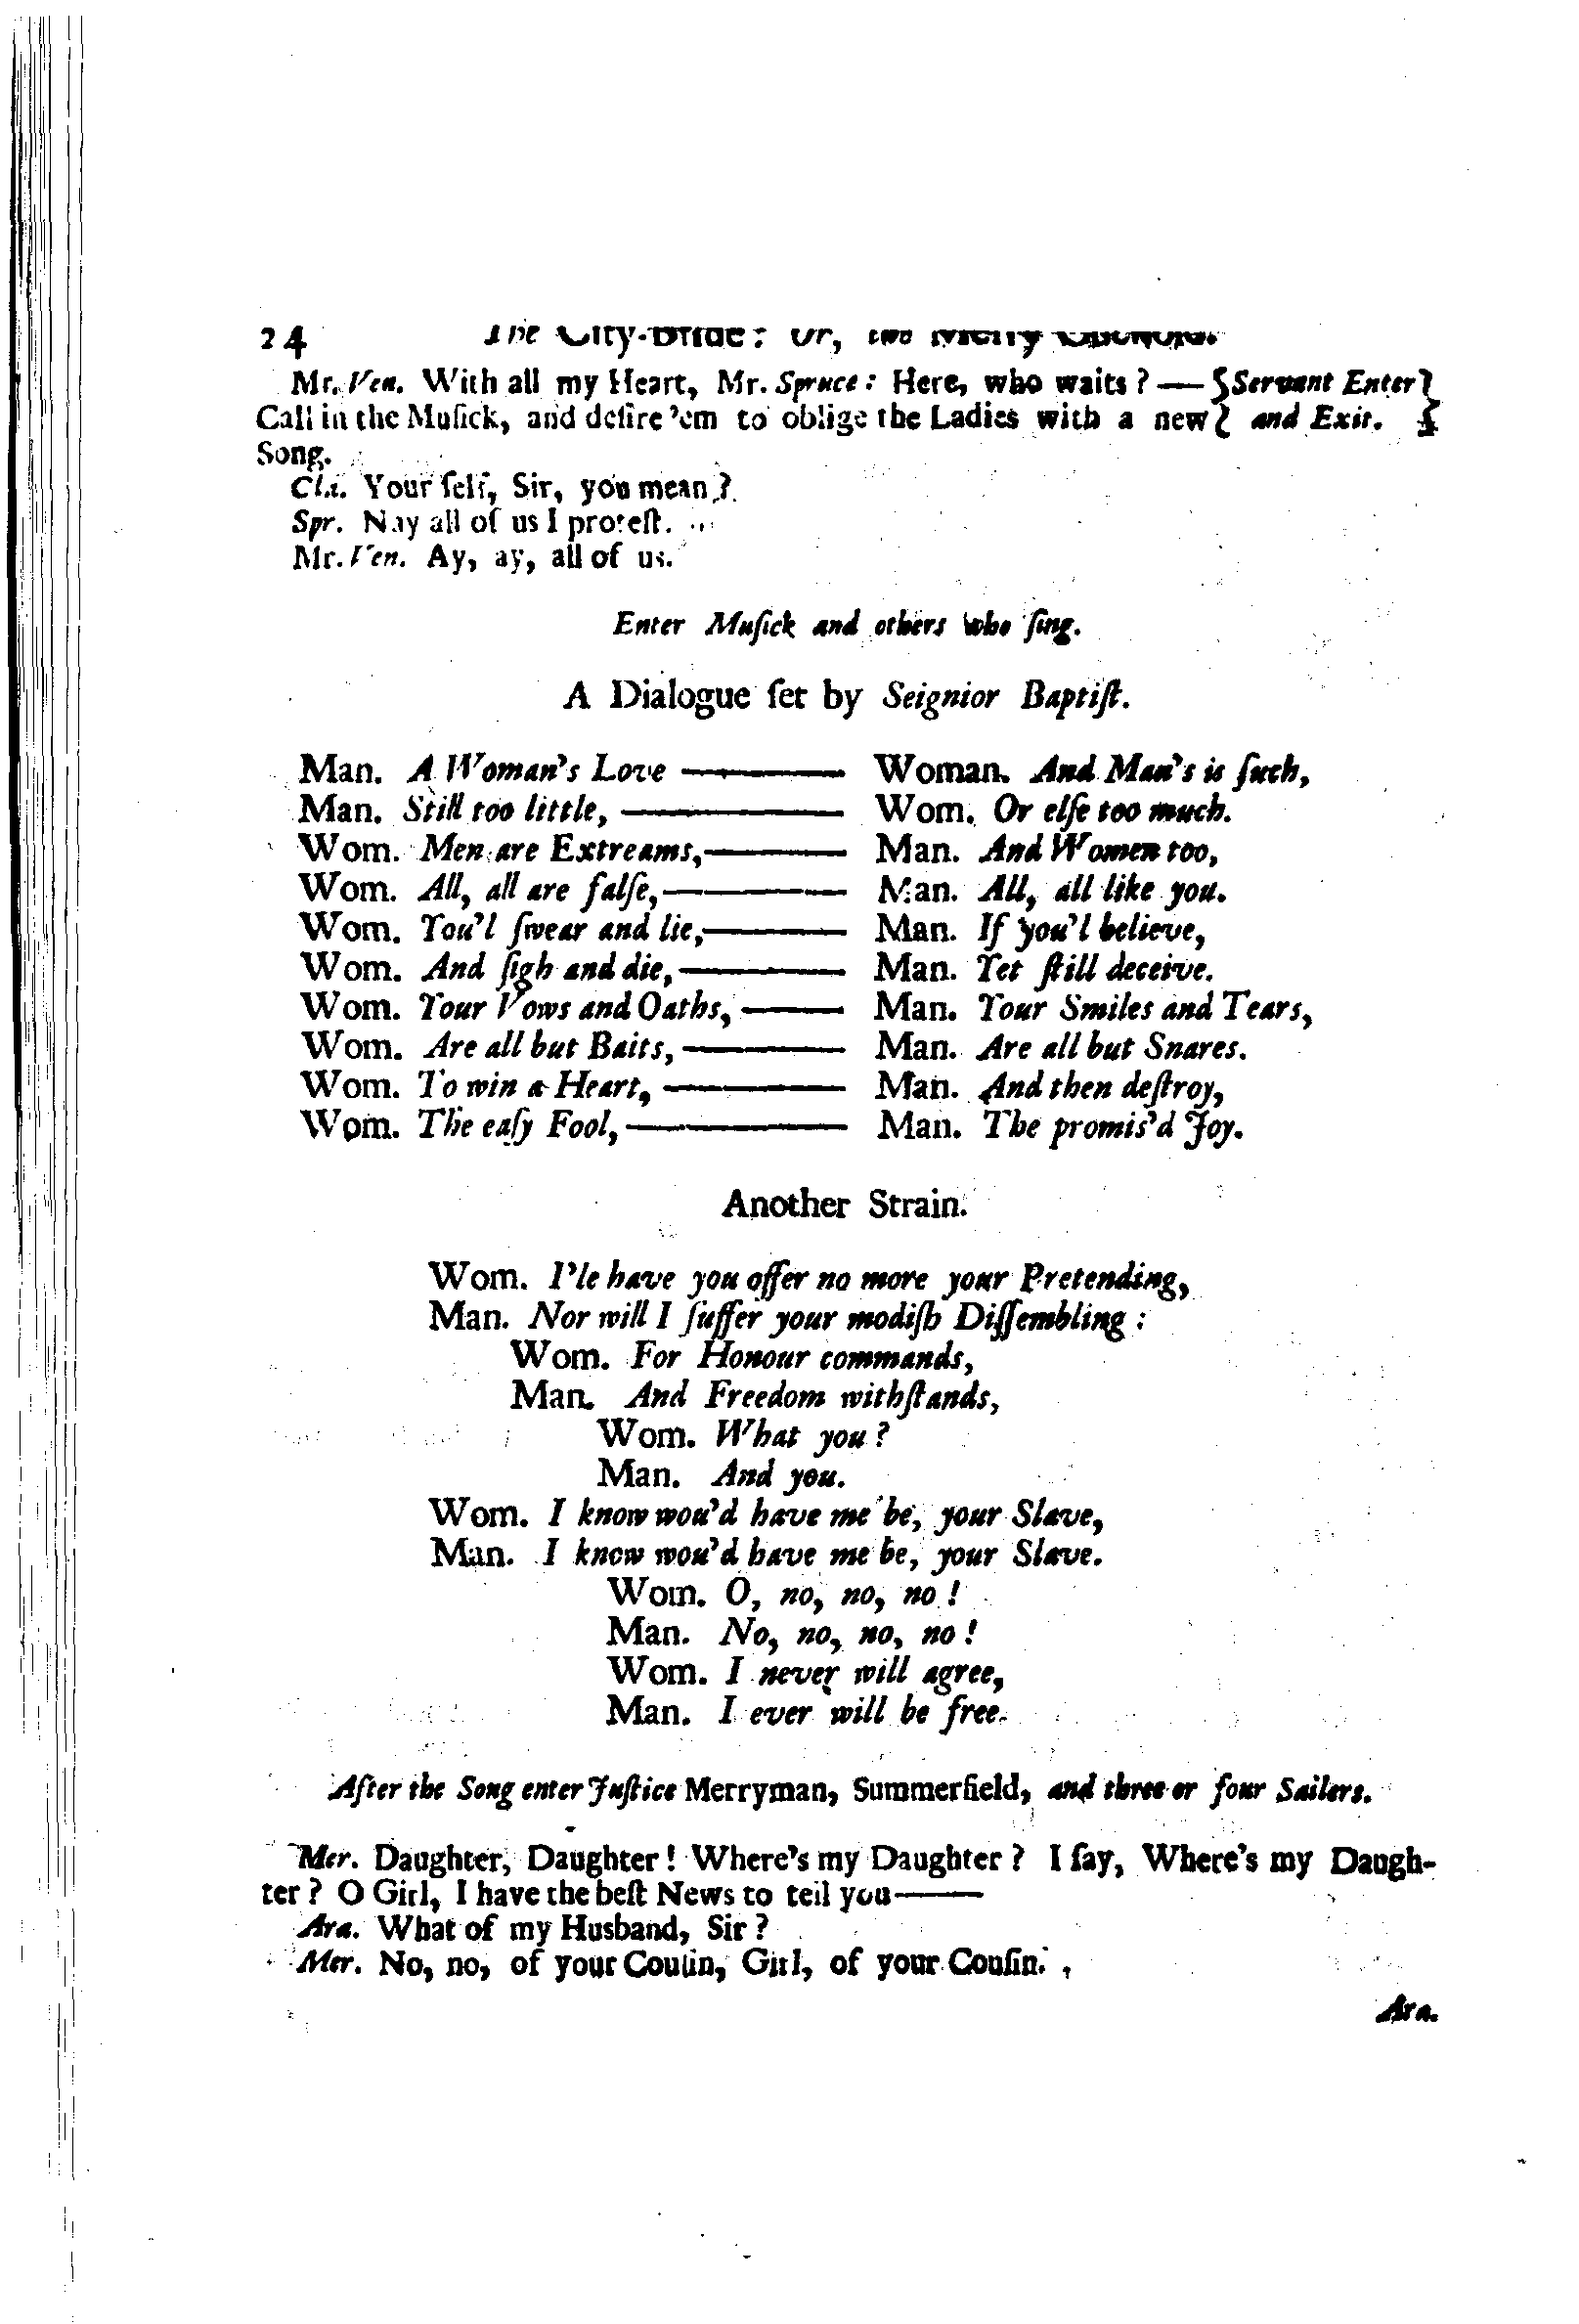 24 The City-Bride: Or, the Merry Cuckold.
Mr. Ven. With all my Heart, Mr. Spruce: Here, who waits? — {Servant Enter}
Call in the Muſick, and deſire 'em to oblige the Ladies with a new { and Exit. }
Song.
Cla. Your ſelf, Sir, you mean?
Spr. Nay all of us I proteſt.
Mr. Ven. Ay, ay, all of us.
Enter Muſick and others who ſing.
A Dialogue ſet by Seignior Baptiſt.
Man. A Woman's Love ——— Woman. And Man's is ſuch,
Man. Still too little, ——— Wom. Or elſe too much.
Wom. Men are Extreams, ——— Man. And Women too,
Wom. All, all are falſe, ——— Man. All, all like you.
Wom. You'l ſwear and lie, ——— Man. If you'l believe,
Wom. And ſigh and die, ——— Man. Yet ſtill deceive.
Wom. Your Vows and Oaths, ——— Man. Your Smiles and Tears,
Wom. Are all but Baits, ——— Man. Are all but Snares.
Wom. To win a Heart, ——— Man. And then deſtroy,
Wom. The eaſy Fool, ——— Man. The promis'd Joy.
Another Strain.
Wom. I'le have you offer no more your Pretending,
Man. Nor will I ſuffer your modiſh Diſſembling:
Wom. For Honour commands,
Man. And Freedom withſtands,
Wom. What you?
Man. And you.
Wom. I know wou'd have me be, your Slave,
Man. I know wou'd have me be, your Slave.
Wom. O, no, no, no!
Man. No, no, no, no!
Wom. I never will agree,
Man. I ever will be free.
After the Song enter Juſtice Merryman, Summerfield, and three or four Sailers.
Mer. Daughter, Daughter! Where's my Daughter? I ſay, Where's my Daugh-
ter? O Girl, I have the beſt News to tell you———
Ara. What of my Husband, Sir?
Mer. No, no, of your Couſin, Girl, of your Couſin.
Ara.